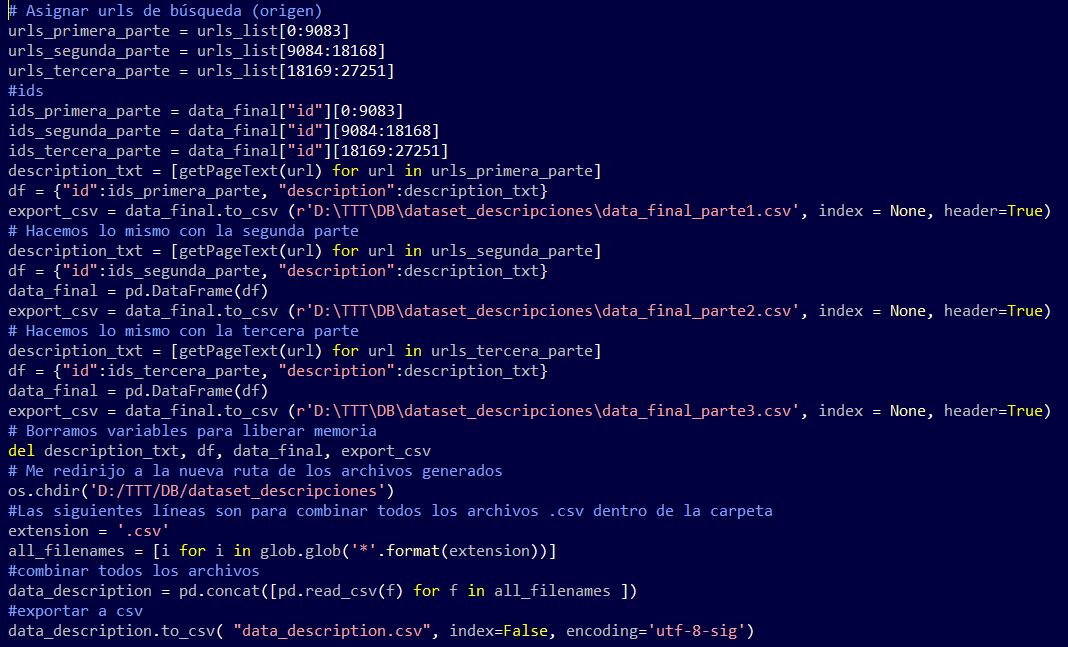 # Asignar urls de búsqueda (origen)
urls_primera_parte = urls_list[0:9083]
urls_segunda_parte = urls_list[9084:18168]
urls_tercera_parte = urls_list[18169:27251]
#ids
ids_primera_parte = data_final["id"][0:9083]
ids_segunda_parte = data_final["id"][9084:18168]
ids_tercera_parte = data_final["id"][18169:27251]
description_txt = [getPageText(url) for url in urls_primera_parte]
df = {"id":ids_primera_parte, "description":description_txt}
export_csv = data_final.to_csv (r'D:\TTT\DB\dataset_descripciones\data_final_parte1.csv', index = None, header=True)
# Hacemos lo mismo con la segunda parte
description_txt = [getPageText(url) for url in urls_segunda_parte]
df = {"id":ids_segunda_parte, "description":description_txt}
data_final = pd.DataFrame(df)
export_csv = data_final.to_csv (r'D:\TTT\DB\dataset_descripciones\data_final_parte2.csv', index = None, header=True)
# Hacemos lo mismo con la tercera parte
description_txt = [getPageText(url) for url in urls_tercera_parte]
df = {"id":ids_tercera_parte, "description":description_txt}
data_final = pd.DataFrame(df)
export_csv = data_final.to_csv (r'D:\TTT\DB\dataset_descripciones\data_final_parte3.csv', index = None, header=True)
# Borramos variables para liberar memoria
del description_txt, df, data_final, export_csv
# Me redirijo a la nueva ruta de los archivos generados
os.chdir('D:/TTT/DB/dataset_descripciones')
#Las siguientes líneas son para combinar todos los archivos .csv dentro de la carpeta
extension = '.csv'
all_filenames = [i for i in glob.glob('*'.format(extension))]
#combinar todos los archivos
data_description = pd.concat([pd.read_csv(f) for f in all_filenames ])
#exportar a csv
data_description.to_csv( "data_description.csv", index=False, encoding='utf-8-sig')